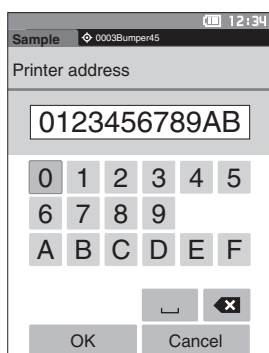 12:34
Sample 0003Bumper45
Printer address
0123456789AB
0 1 2 3 4 5
6 7 8 9
A B C D E F
OK Cancel